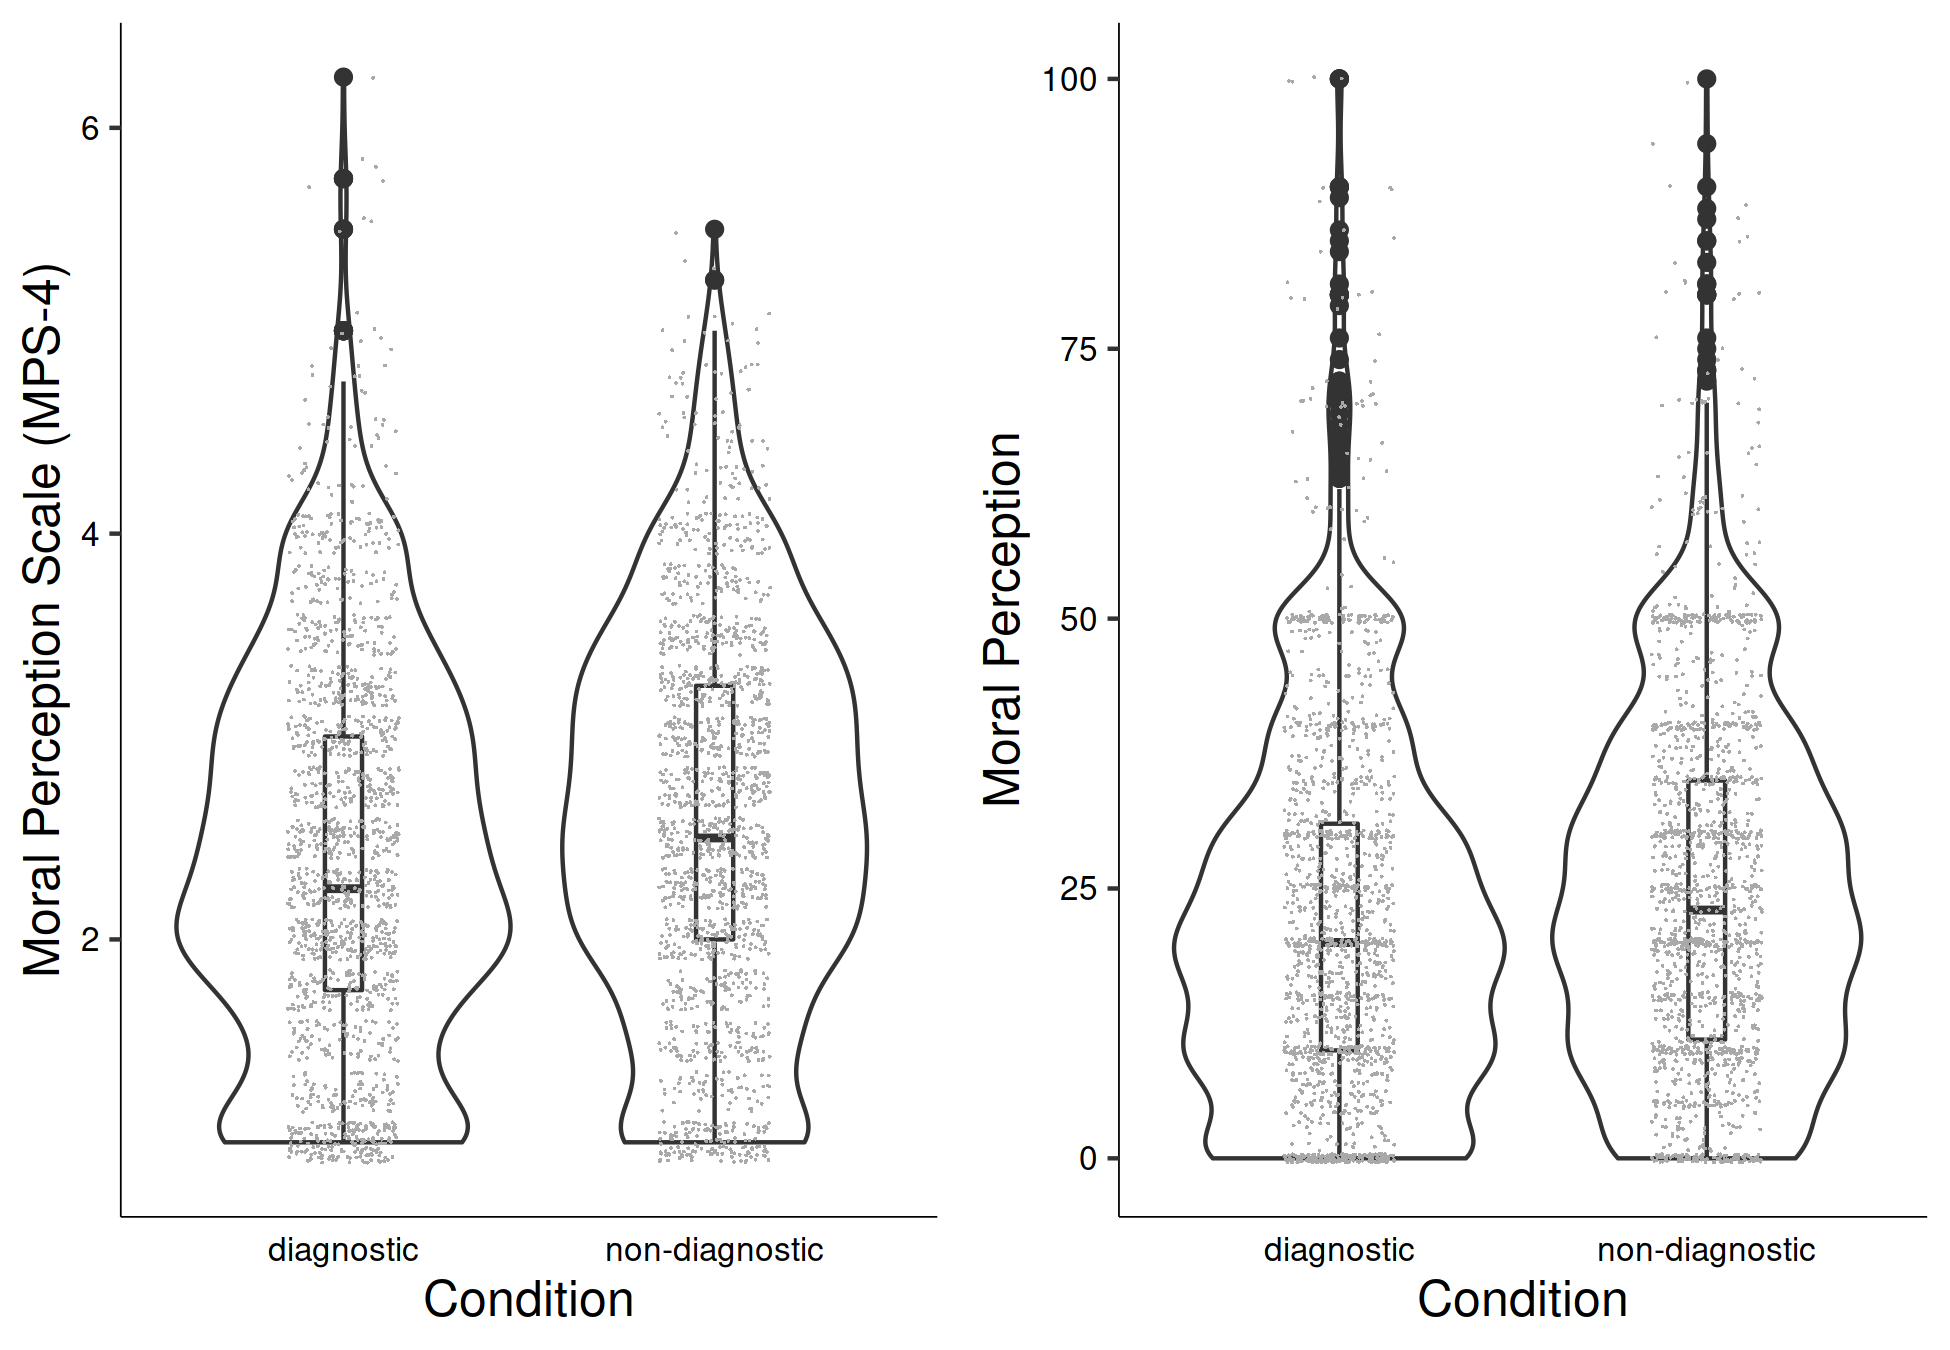 Moral Perception Scale (MPS-4)
6
4
2
diagnostic
non-diagnostic
Condition
Moral Perception
100
75
50
25
0
diagnostic
non-diagnostic
Condition